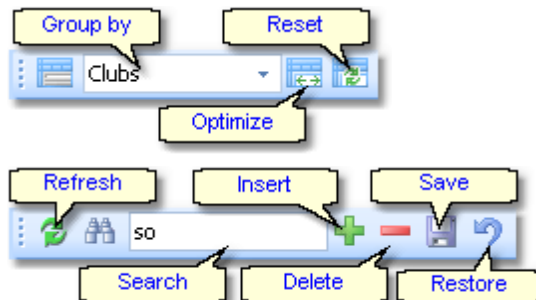 Group by
Reset
Clubs
Optimize
Refresh
Insert
Save
so
Search
Delete
Restore